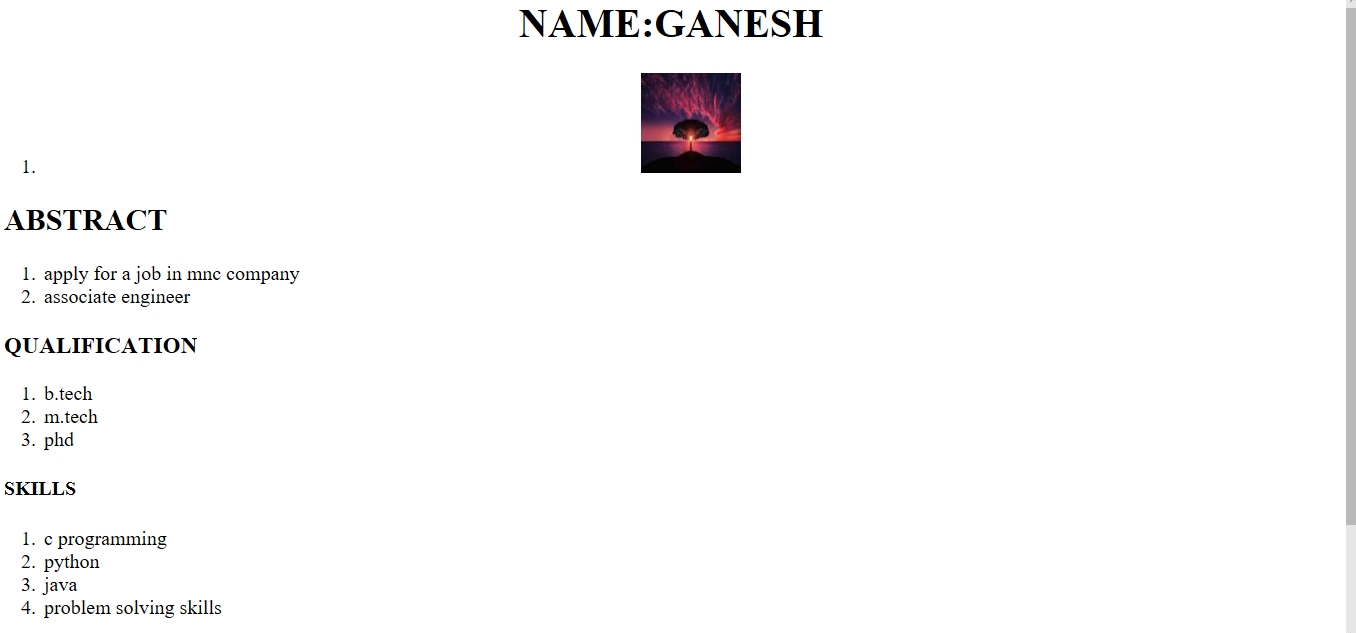 NAME:GANESH
1.
ABSTRACT
1. apply for a job in mnc company
2. associate engineer
QUALIFICATION
1. b.tech
2. m.tech
3. phd
SKILLS
1. c programming
2. python
3. java
4. problem solving skills